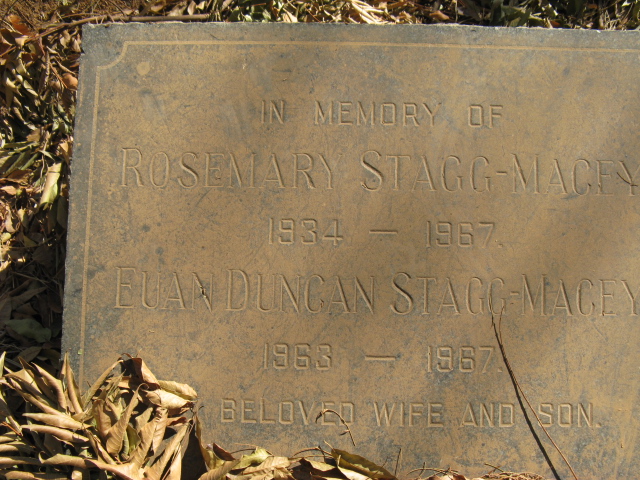 IN MEMORY OF
ROSEMARY STAGG-MACEY
1934 — 1967.
EUAN DUNCAN STAGG-MACEY
1963 — 1967.
BELOVED WIFE AND SON.